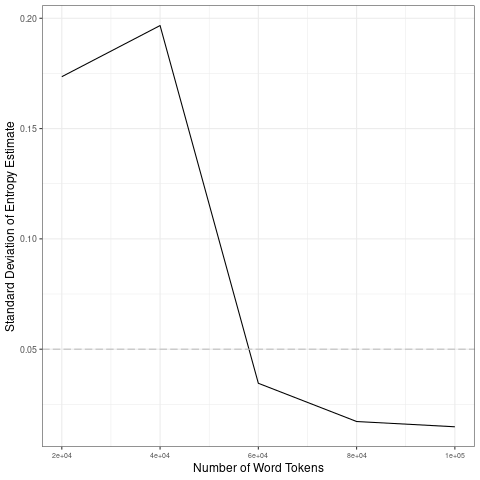 0.20
0.15
0.10
0.05
Standard Deviation of Entropy Estimate
2e+04 4e+04 6e+04 8e+04 1e+05
Number of Word Tokens